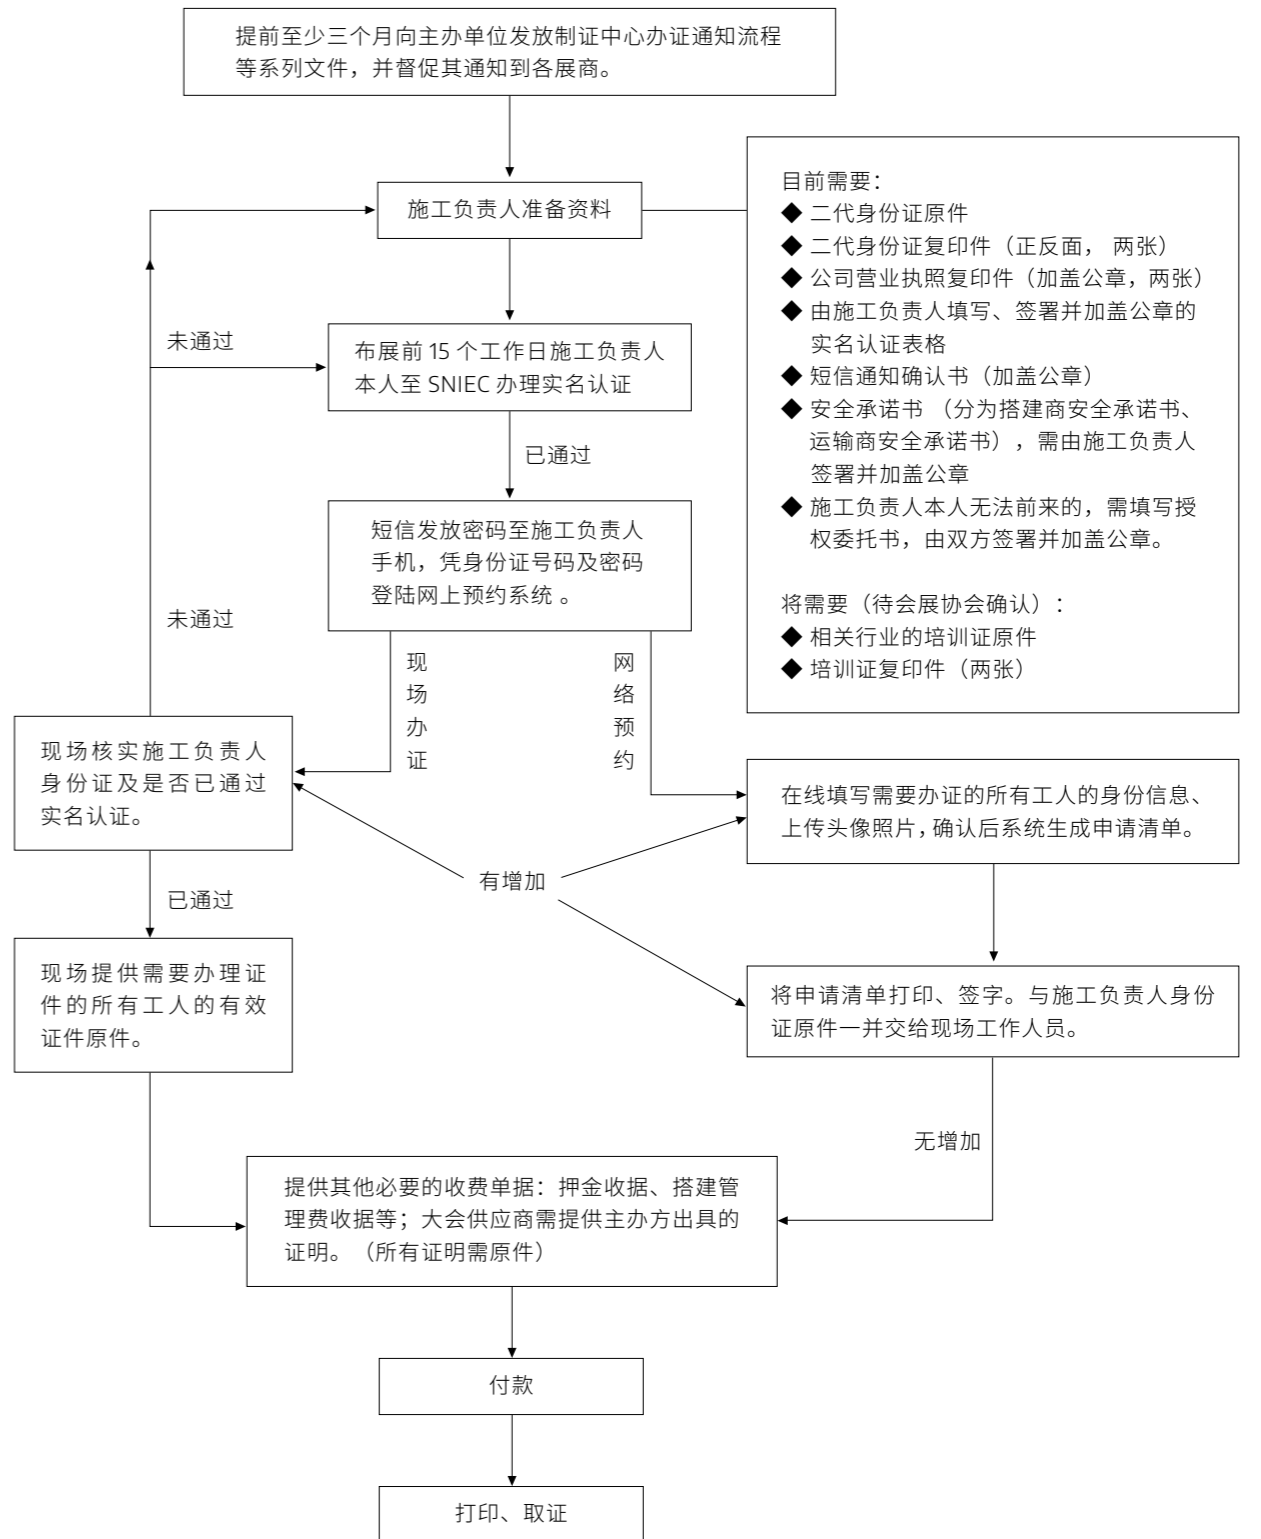 提前至少三个月向主办单位发放制证中心办证通知流程
等系列文件，并督促其通知到各展商。
施工负责人准备资料
目前需要：
◆ 二代身份证原件
◆ 二代身份证复印件（正反面， 两张）
◆ 公司营业执照复印件（加盖公章，两张）
◆ 由施工负责人填写、签署并加盖公章的
实名认证表格
◆ 短信通知确认书（加盖公章）
◆ 安全承诺书 （分为搭建商安全承诺书、
运输商安全承诺书），需由施工负责人
签署并加盖公章
◆ 施工负责人本人无法前来的，需填写授
权委托书，由双方签署并加盖公章。
将需要（待会展协会确认）：
◆ 相关行业的培训证原件
◆ 培训证复印件（两张）
未通过
布展前 15 个工作日施工负责人
本人至 SNIEC 办理实名认证
已通过
短信发放密码至施工负责人
手机，凭身份证号码及密码
登陆网上预约系统 。
未通过
现场办证
网络预约
现场核实施工负责人
身份证及是否已通过
实名认证。
在线填写需要办证的所有工人的身份信息、
上传头像照片，确认后系统生成申请清单。
有增加
已通过
现场提供需要办理证
件的所有工人的有效
证件原件。
将申请清单打印、签字。与施工负责人身份
证原件一并交给现场工作人员。
无增加
提供其他必要的收费单据：押金收据、搭建管
理费收据等；大会供应商需提供主办方出具的
证明。（所有证明需原件）
付款
打印、取证